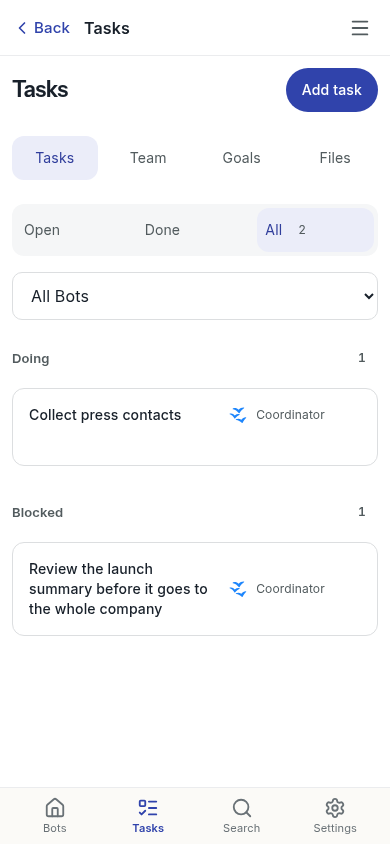 Back Tasks
Tasks
Add task
Tasks Team Goals Files
Open Done All 2
All Bots
Doing 1
Collect press contacts
Coordinator
Blocked 1
Review the launch
summary before it goes to
the whole company
Coordinator
Bots Tasks Search Settings